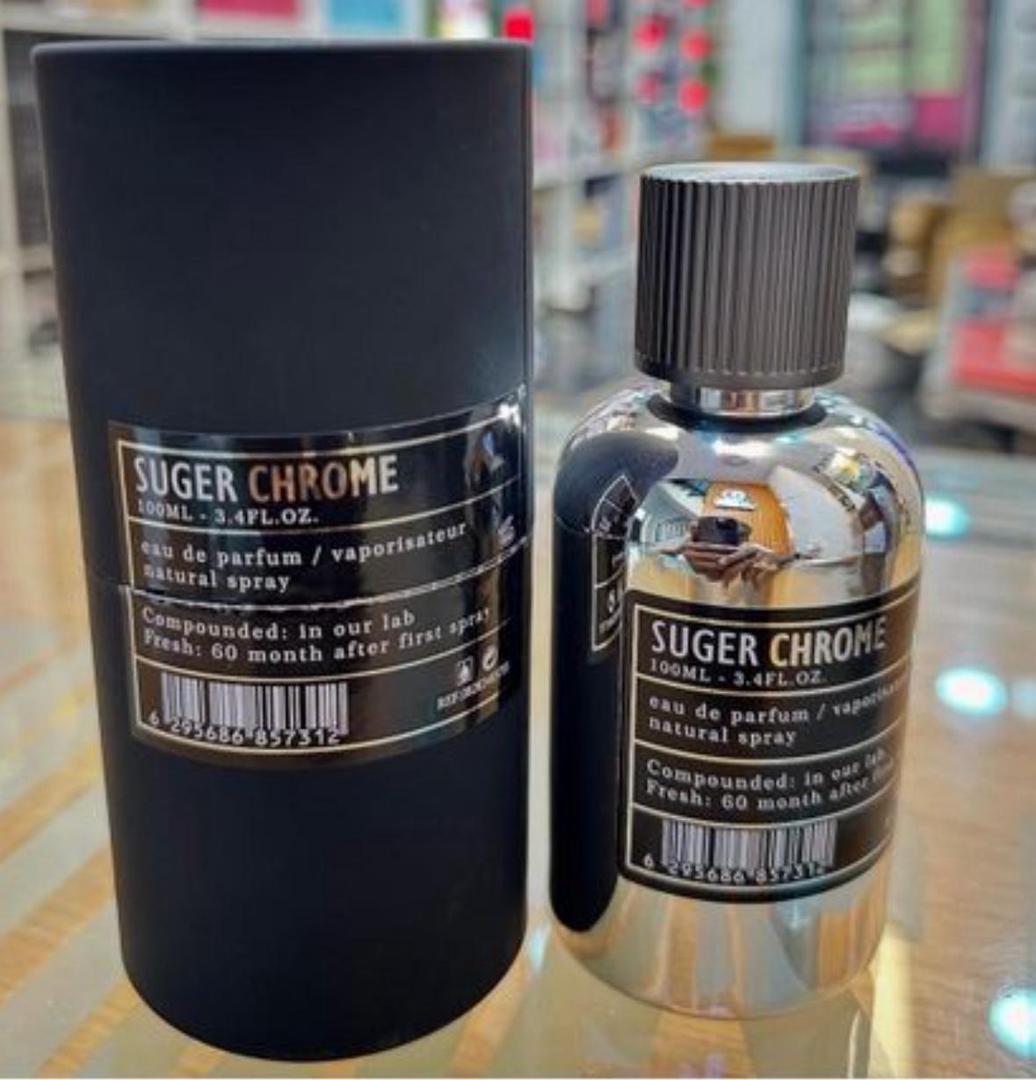 SUGER CHROME
100ML - 3.4FL.OZ.
eau de parfum / vaporisateur
natural spray
Compounded: in our lab
Fresh: 60 month after first spray
6 295686 857312
SUGER CHROME
100ML - 3.4FL.OZ.
eau de parfum /
natural spray
Compounded: in our lab
Fresh: 60 month after
6 295686 857312